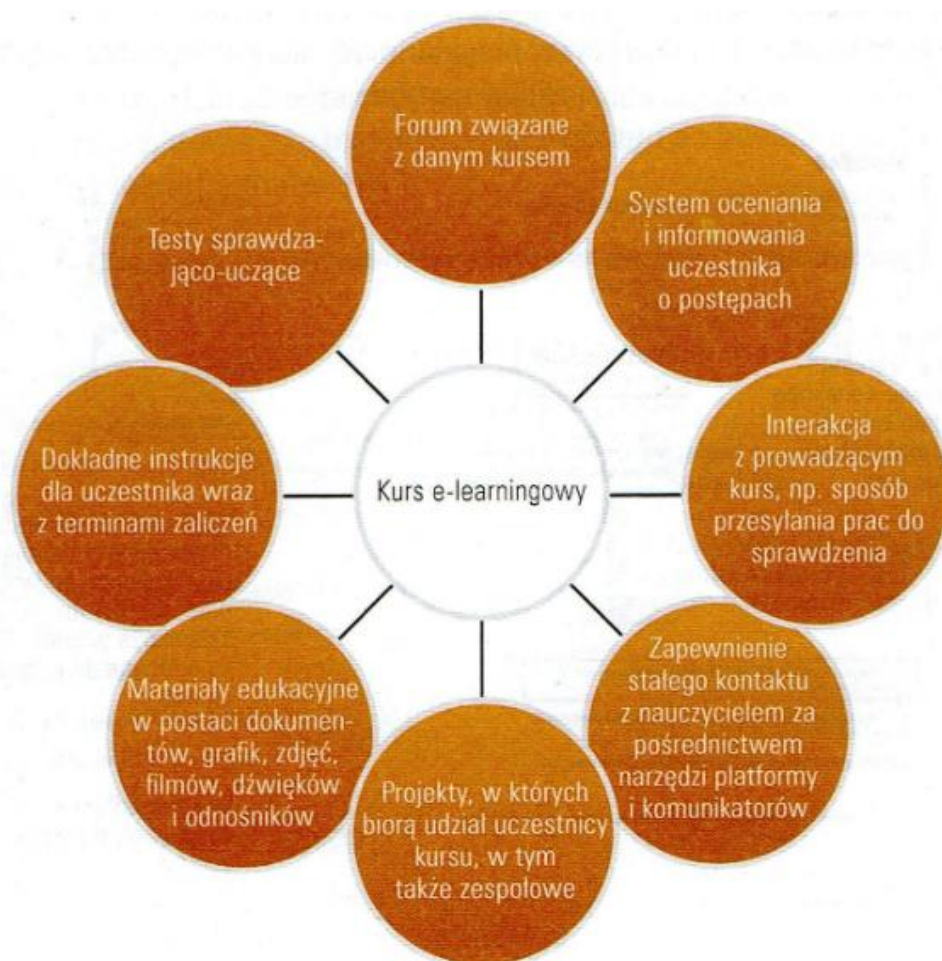 Forum związane
z danym kursem
System oceniania
i informowania
uczestnika
o postępach
Interakcja
z prowadzącym
kurs, np. sposób
przesyłania prac do
sprawdzenia
Zapewnienie
stałego kontaktu
z nauczycielem za
pośrednictwem
narzędzi platformy
i komunikatorów
Projekty, w których
biorą udział uczestnicy
kursu, w tym
także zespołowe
Materiały edukacyjne
w postaci dokumen-
tów, grafik, zdjęć,
filmów, dźwięków
i odnośników
Dokładne instrukcje
dla uczestnika wraz
z terminami zaliczeń
Testy sprawdza-
jąco-uczące
Kurs e-learningowy